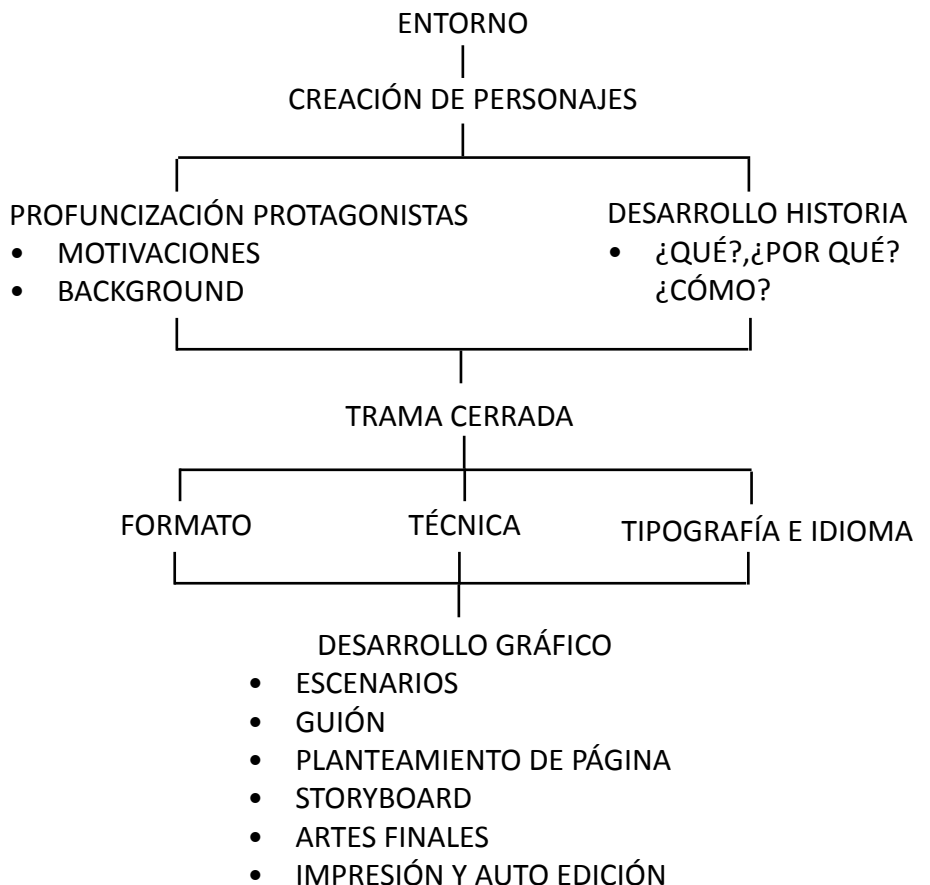 ENTORNO
CREACIÓN DE PERSONAJES
PROFUNCIZACIÓN PROTAGONISTAS
• MOTIVACIONES
• BACKGROUND
DESARROLLO HISTORIA
• ¿QUÉ?,¿POR QUÉ?
¿CÓMO?
TRAMA CERRADA
FORMATO
TÉCNICA
TIPOGRAFÍA E IDIOMA
DESARROLLO GRÁFICO
• ESCENARIOS
• GUIÓN
• PLANTEAMIENTO DE PÁGINA
• STORYBOARD
• ARTES FINALES
• IMPRESIÓN Y AUTO EDICIÓN